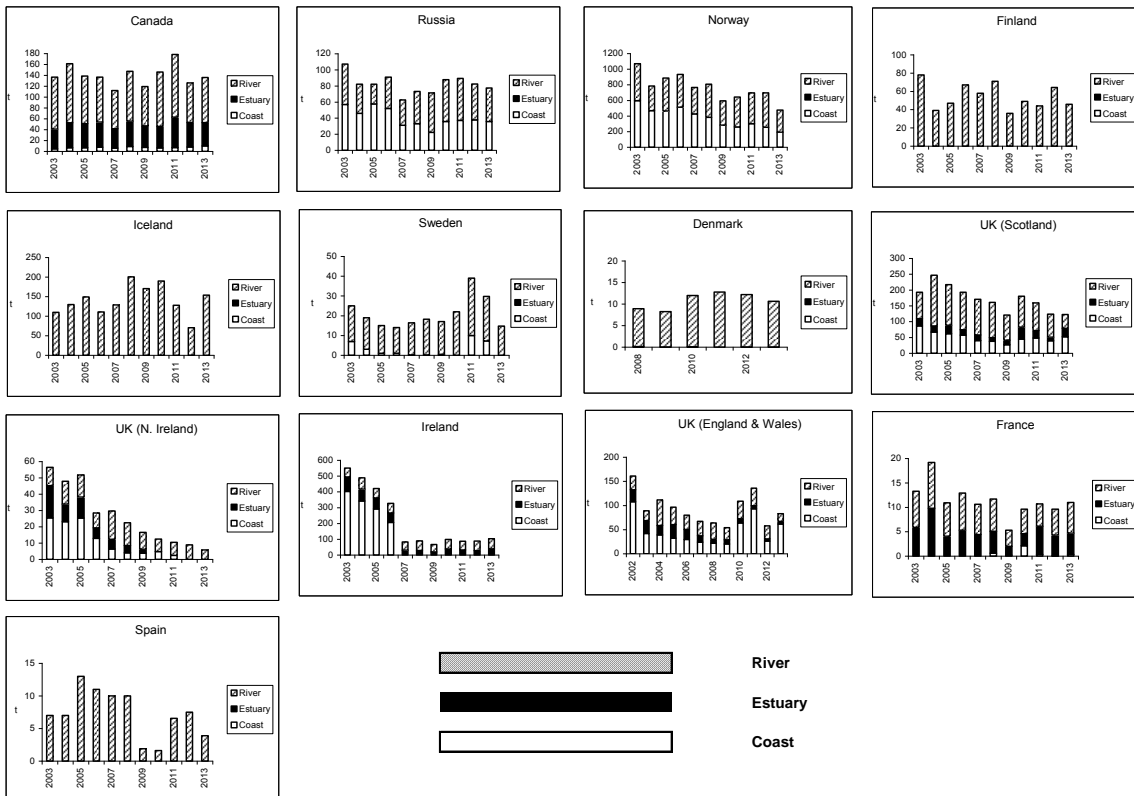 Canada
180
160
140
120
100
80
60
40
20
0
t
2003
2005
2007
2009
2011
2013
River
Estuary
Coast
Russia
120
100
80
60
40
20
0
t
2003
2005
2007
2009
2011
2013
River
Estuary
Coast
Norway
1200
1000
800
600
400
200
0
t
2003
2005
2007
2009
2011
2013
River
Estuary
Coast
Finland
100
80
60
40
20
0
t
2003
2005
2007
2009
2011
2013
River
Estuary
Coast
Iceland
250
200
150
100
50
0
t
2003
2005
2007
2009
2011
2013
River
Estuary
Coast
Sweden
50
40
30
20
10
0
t
2003
2005
2007
2009
2011
2013
River
Estuary
Coast
Denmark
20
15
10
5
0
t
2008
2010
2012
River
Estuary
Coast
UK (Scotland)
300
250
200
150
100
50
0
t
2003
2005
2007
2009
2011
2013
River
Estuary
Coast
UK (N. Ireland)
60
50
40
30
20
10
0
t
2003
2005
2007
2009
2011
2013
River
Estuary
Coast
Ireland
600
500
400
300
200
100
0
t
2003
2005
2007
2009
2011
2013
River
Estuary
Coast
UK (England & Wales)
200
150
100
50
0
t
2002
2004
2006
2008
2010
2012
River
Estuary
Coast
France
20
15
10
5
0
t
2003
2005
2007
2009
2011
2013
River
Estuary
Coast
Spain
15
10
5
0
t
2003
2005
2007
2009
2011
2013
River
Estuary
Coast
River
Estuary
Coast